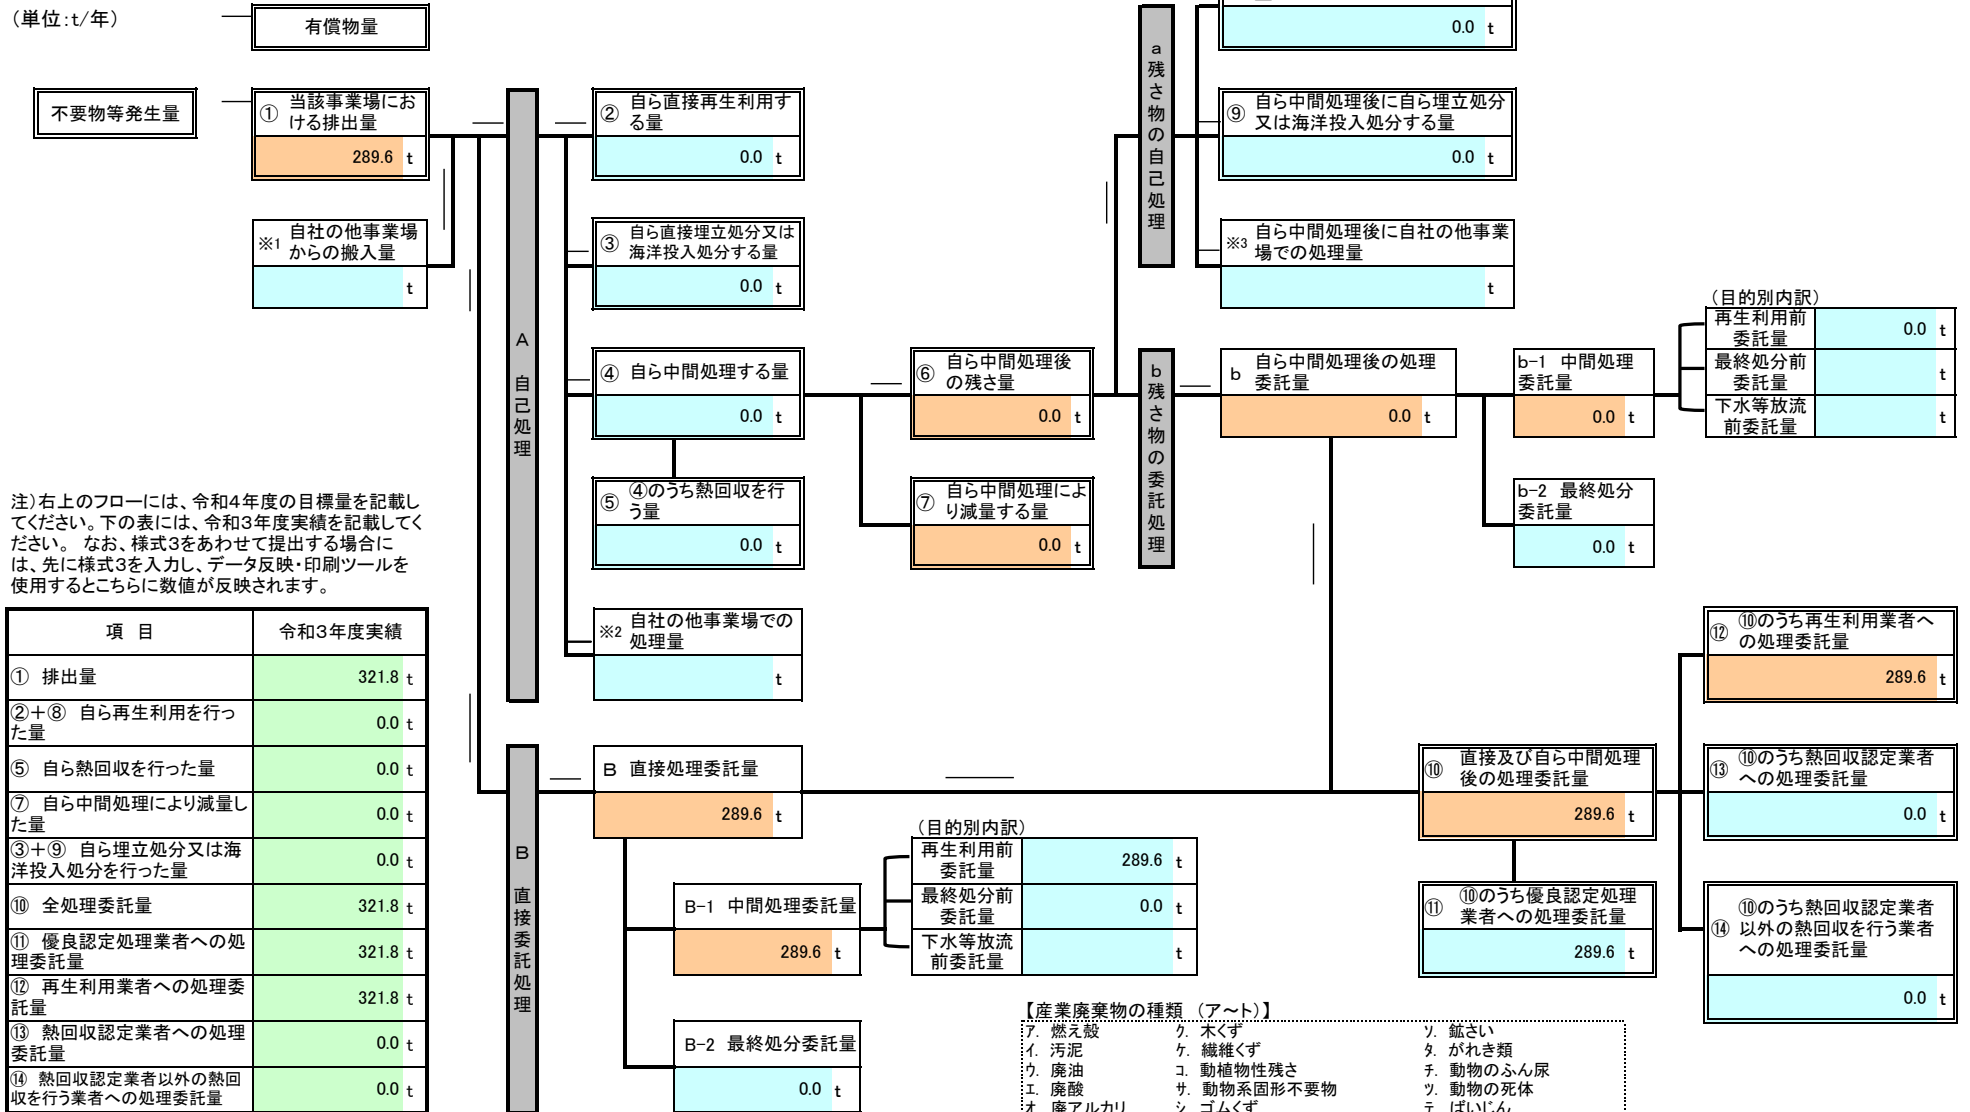 (単位:t/年)
有償物量
0.0 t
不要物等発生量
① 当該事業場にお
ける排出量
289.6 t
※1 自社の他事業場
からの搬入量
t
A 自己処理
② 自ら直接再生利用す
る量
0.0 t
③ 自ら直接埋立処分又は
海洋投入処分する量
0.0 t
④ 自ら中間処理する量
0.0 t
⑤ ④のうち熱回収を行
う量
0.0 t
※2 自社の他事業場での
処理量
t
⑥ 自ら中間処理後
の残さ量
0.0 t
⑦ 自ら中間処理によ
り減量する量
0.0 t
a 残さ物の自己処理
⑨ 自ら中間処理後に自ら埋立処分
又は海洋投入処分する量
0.0 t
※3 自ら中間処理後に自社の他事業
場での処理量
t
b 残さ物の委託処理
b 自ら中間処理後の処理
委託量
0.0 t
b-1 中間処理
委託量
0.0 t
b-2 最終処分
委託量
0.0 t
(目的別内訳)
再生利用前
委託量
0.0 t
最終処分前
委託量
t
下水等放流
前委託量
t
注)右上のフローには、令和4年度の目標量を記載し
てください。下の表には、令和3年度実績を記載してく
ださい。 なお、様式3をあわせて提出する場合に
は、先に様式3を入力し、データ反映・印刷ツールを
使用するとこちらに数値が反映されます。
項 目 令和3年度実績
① 排出量 321.8 t
②+⑧ 自ら再生利用を行っ
た量 0.0 t
⑤ 自ら熱回収を行った量 0.0 t
⑦ 自ら中間処理により減量し
た量 0.0 t
③+⑨ 自ら埋立処分又は海
洋投入処分を行った量 0.0 t
⑩ 全処理委託量 321.8 t
⑪ 優良認定処理業者への処
理委託量 321.8 t
⑫ 再生利用業者への処理委
託量 321.8 t
⑬ 熱回収認定業者への処理
委託量 0.0 t
⑭ 熱回収認定業者以外の熱回
収を行う業者への処理委託量 0.0 t
B 直接委託処理
B 直接処理委託量
289.6 t
B-1 中間処理委託量
289.6 t
B-2 最終処分委託量
0.0 t
(目的別内訳)
再生利用前
委託量
289.6 t
最終処分前
委託量
0.0 t
下水等放流
前委託量
t
⑩ 直接及び自ら中間処理
後の処理委託量
289.6 t
⑪ ⑩のうち優良認定処理
業者への処理委託量
289.6 t
⑫ ⑩のうち再生利用業者へ
の処理委託量
289.6 t
⑬ ⑩のうち熱回収認定業者
への処理委託量
0.0 t
⑭ ⑩のうち熱回収認定業者
以外の熱回収を行う業者
への処理委託量
0.0 t
【産業廃棄物の種類 (ア~ト)】
ア. 燃え殻 ク. 木くず ソ. 鉱さい
イ. 汚泥 ケ. 繊維くず タ. がれき類
ウ. 廃油 コ. 動植物性残さ チ. 動物のふん尿
エ. 廃酸 サ. 動物系固形不要物 ツ. 動物の死体
オ. 廃アルカリ シ. ゴムくず テ. ばいじん